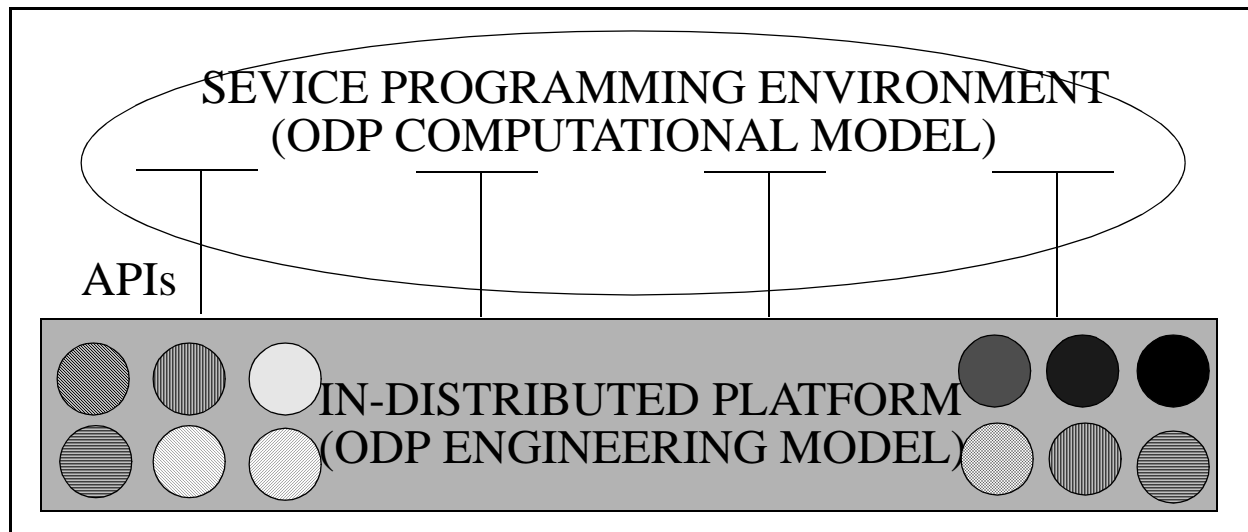 SEVICE PROGRAMMING ENVIRONMENT
(ODP COMPUTATIONAL MODEL)
APIs
IN-DISTRIBUTED PLATFORM
(ODP ENGINEERING MODEL)